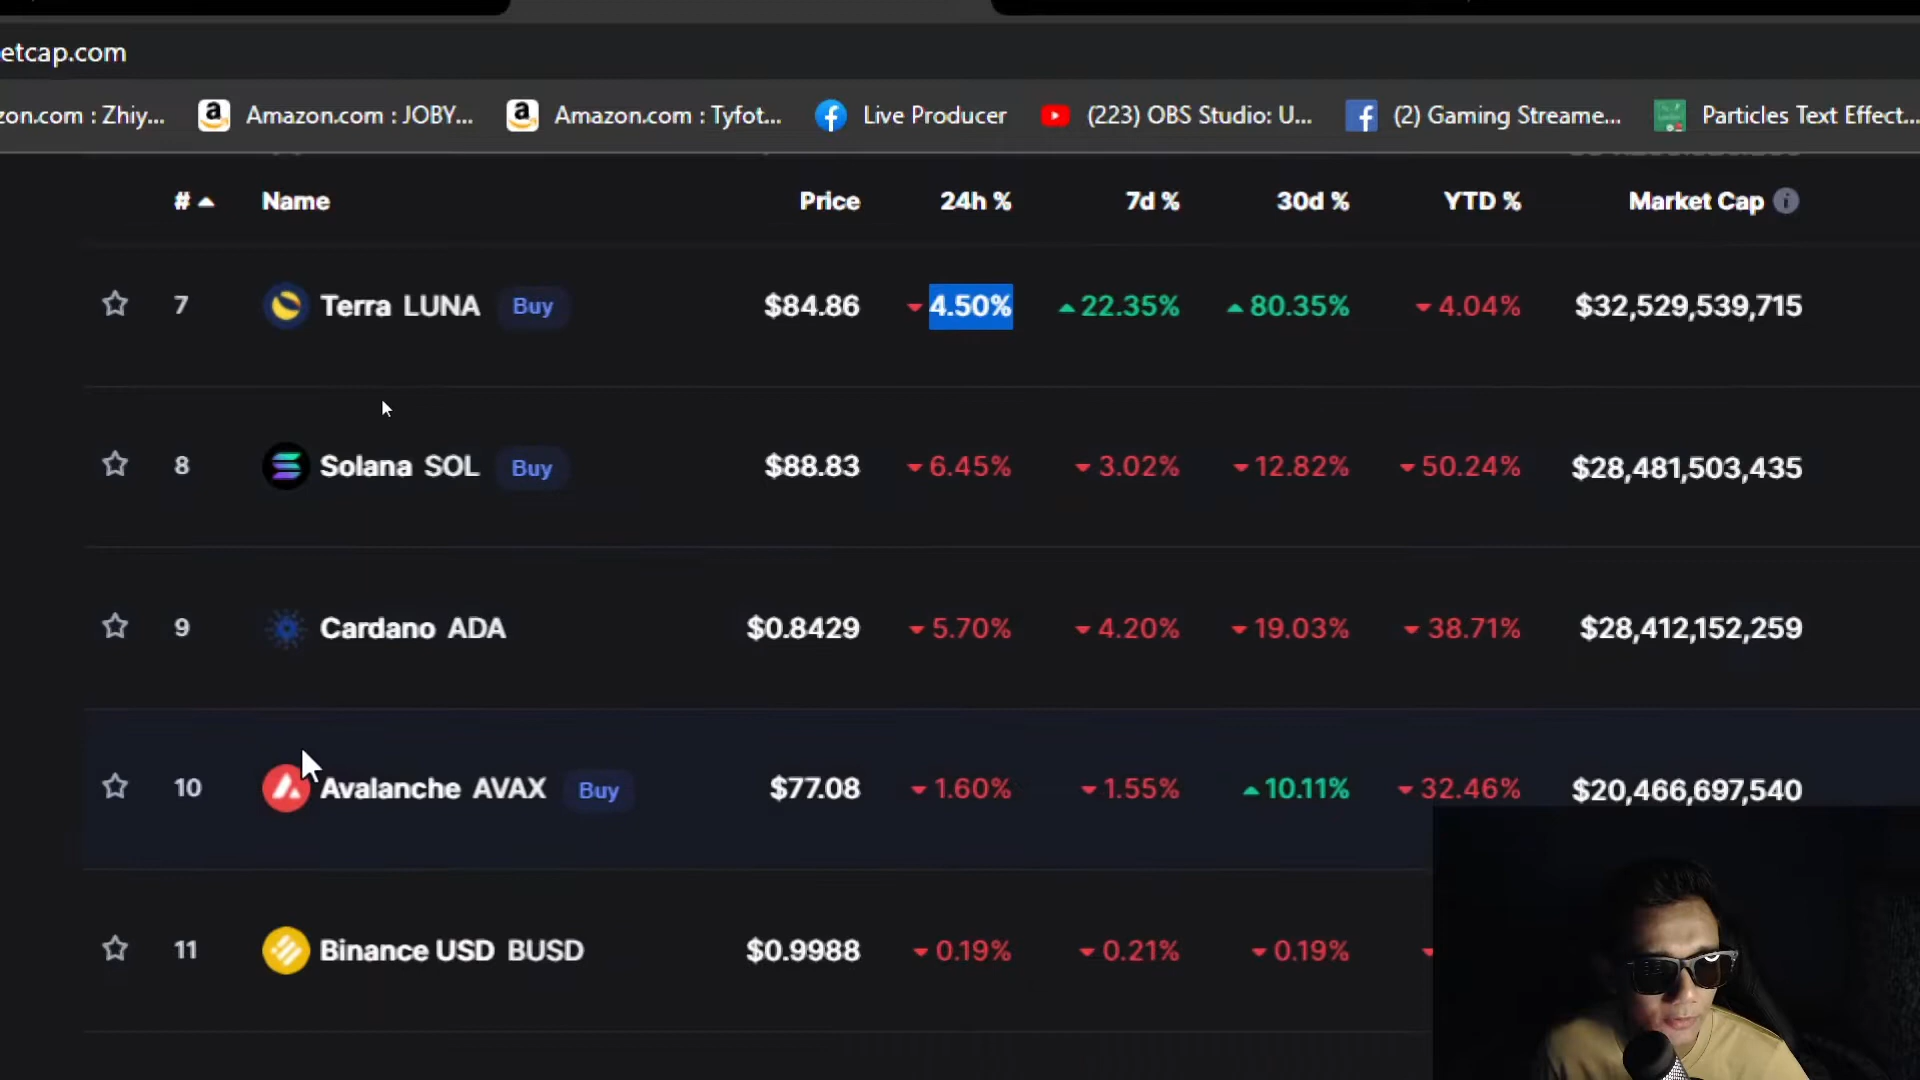 etcap.com
zon.com : Zhiy... Amazon.com : JOBY... Amazon.com : Tyfot... Live Producer (223) OBS Studio: U... (2) Gaming Streame... Particles Text Effect...
# Name Price 24h % 7d % 30d % YTD % Market Cap
7 Terra LUNA Buy $84.86 4.50% 22.35% 80.35% 4.04% $32,529,539,715
8 Solana SOL Buy $88.83 6.45% 3.02% 12.82% 50.24% $28,481,503,435
9 Cardano ADA $0.8429 5.70% 4.20% 19.03% 38.71% $28,412,152,259
10 Avalanche AVAX Buy $77.08 1.60% 1.55% 10.11% 32.46% $20,466,697,540
11 Binance USD BUSD $0.9988 0.19% 0.21% 0.19%